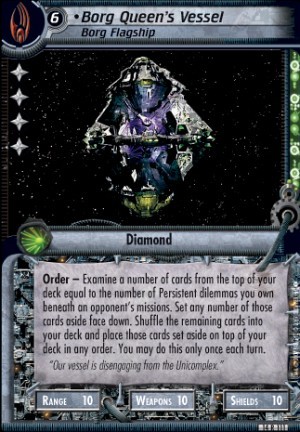 6 • Borg Queen's Vessel
Borg Flagship
Diamond
Order – Examine a number of cards from the top of your
deck equal to the number of Persistent dilemmas you own
beneath an opponent's missions. Set any number of those
cards aside face down. Shuffle the remaining cards into
your deck and place those cards set aside on top of your
deck in any order. You may do this only once each turn.
"Our vessel is disengaging from the Unicomplex."
Range 10 Weapons 10 Shields 10